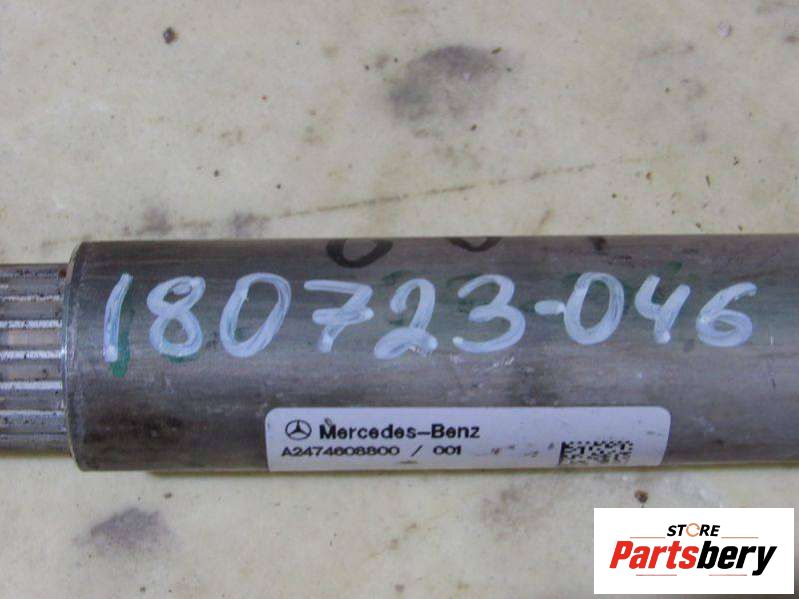 180723-046
Mercedes-Benz
A2474608800 / 001
STORE
Partsbery